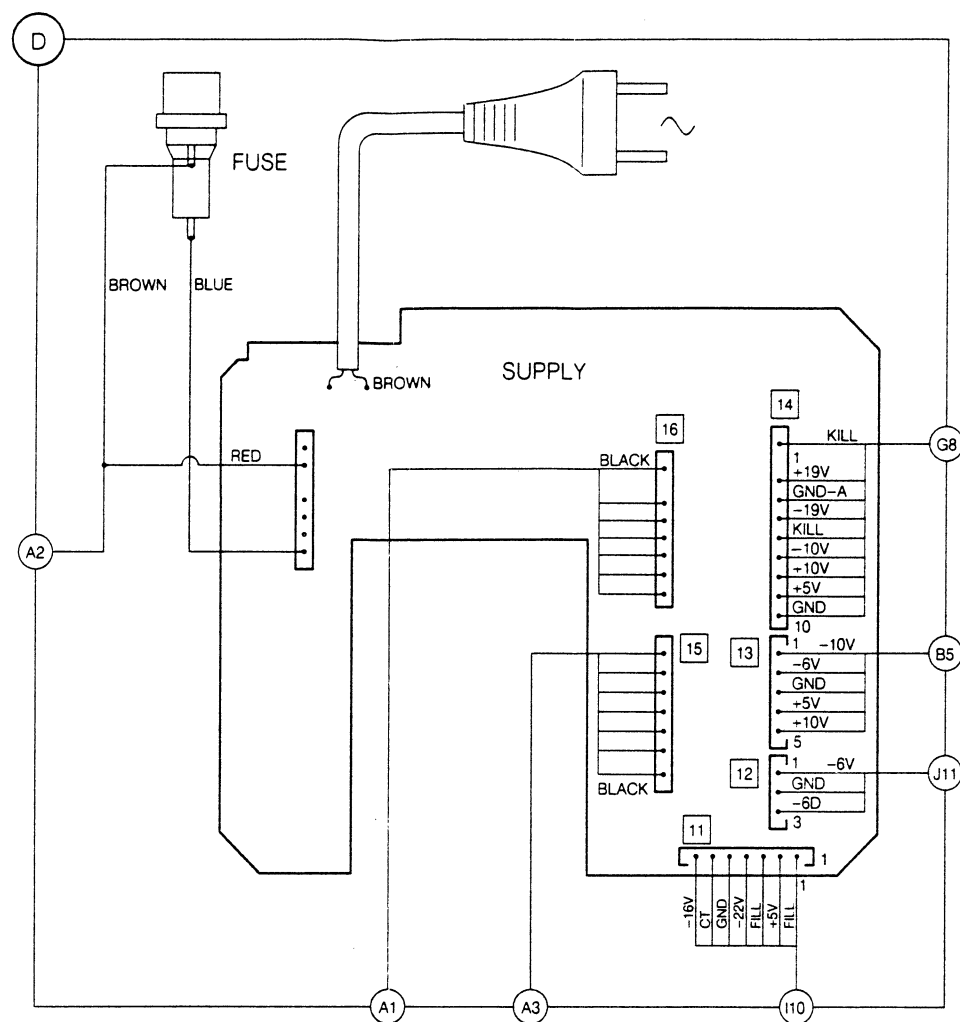 D
FUSE
BROWN
BLUE
BROWN
SUPPLY
RED
A2
16
BLACK
14
KILL
G8
1
+19V
GND-A
-19V
KILL
-10V
+10V
+5V
GND
10
15
BLACK
13
1
-10V
B5
-6V
GND
+5V
+10V
5
12
1
-6V
J11
GND
-6D
3
11
1
1
-16V
CT
GND
-22V
FILL
+5V
FILL
A1
A3
I10